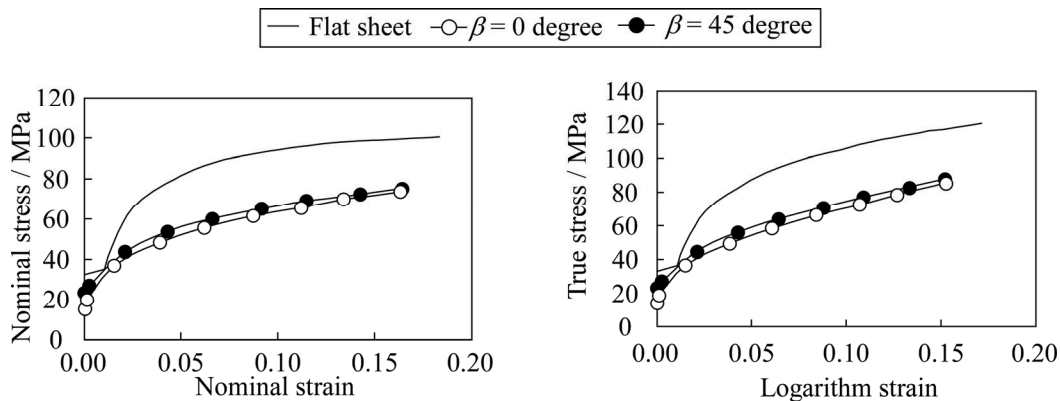 Flat sheet β = 0 degree β = 45 degree
Nominal stress / MPa
120
100
80
60
40
20
0
0.00 0.05 0.10 0.15 0.20
Nominal strain
True stress / MPa
140
120
100
80
60
40
20
0
0.00 0.05 0.10 0.15 0.20
Logarithm strain